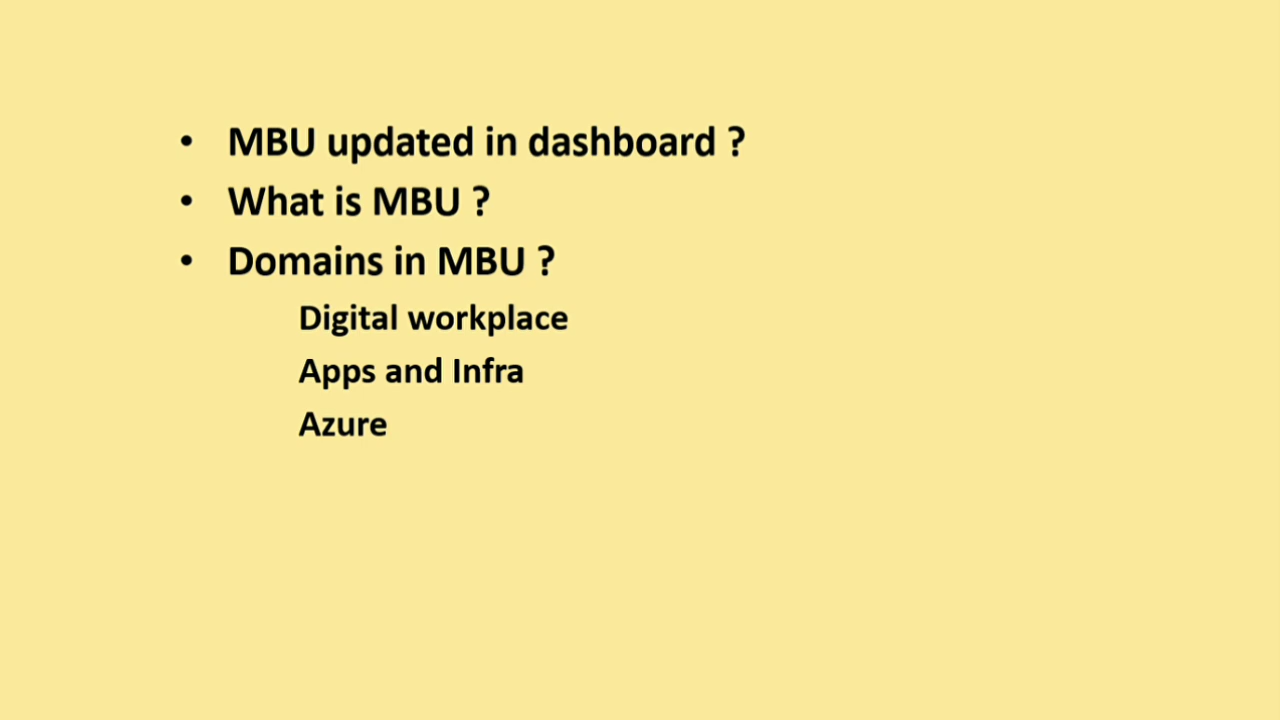 • MBU updated in dashboard ?
• What is MBU ?
• Domains in MBU ?
Digital workplace
Apps and Infra
Azure